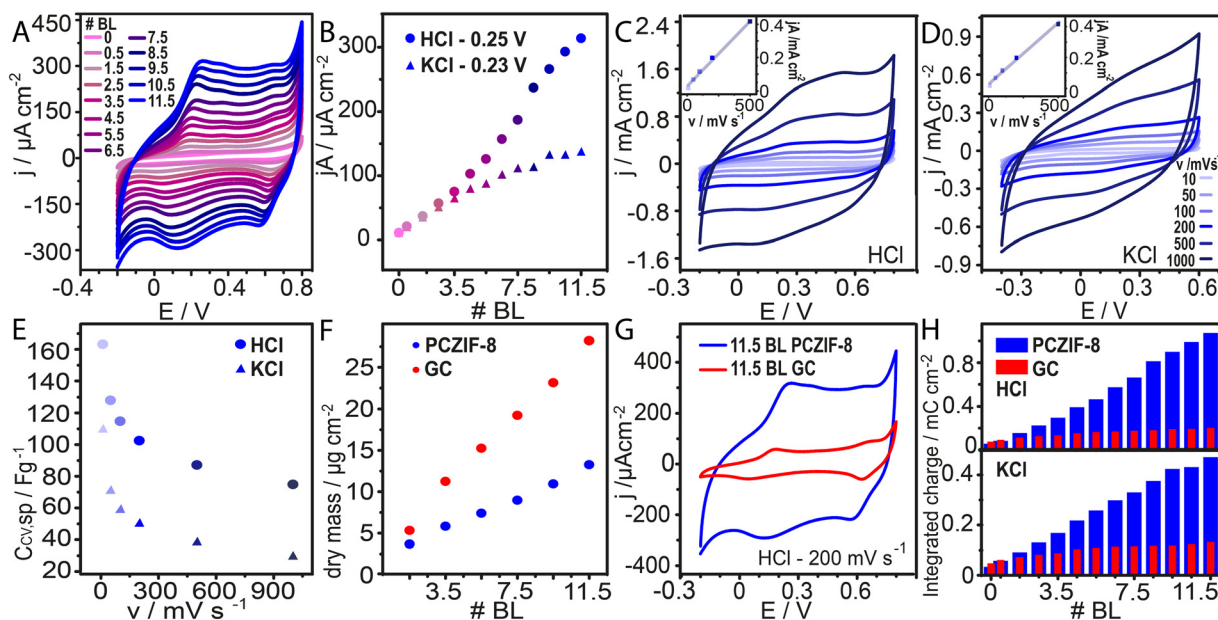 A
j / µA cm⁻²
450
300
150
0
-150
-300
# BL
0
0.5
1.5
2.5
3.5
4.5
5.5
6.5
7.5
8.5
9.5
10.5
11.5
-0.4
0
0.4
0.8
E / V
B
jA / µA cm⁻²
300
200
100
0
HCl - 0.25 V
KCl - 0.23 V
0
3.5
7.5
11.5
# BL
C
j / mA cm⁻²
2.4
1.6
0.8
0
-0.8
-1.6
0.4
0.2
0
jA /mA cm⁻²
0
500
v / mV s⁻¹
HCl
-0.3
0
0.3
0.6
0.9
E / V
D
j / mA cm⁻²
0.9
0.6
0.3
0
-0.3
-0.6
-0.9
0.4
0.2
0
jA /mA cm⁻²
0
500
v / mV s⁻¹
v /mVs
10
50
100
200
500
1000
KCl
-0.3
0
0.3
0.6
E / V
E
C CV,sp / Fg⁻¹
160
140
120
100
80
60
40
20
HCl
KCl
0
300
600
900
v / mV s⁻¹
F
dry mass / µg cm⁻²
30
25
20
15
10
5
0
PCZIF-8
GC
3.5
7.5
11.5
# BL
G
j /µAcm⁻²
400
200
0
-200
-400
11.5 BL PCZIF-8
11.5 BL GC
HCl - 200 mV s⁻¹
-0.3
0
0.3
0.6
0.9
E / V
H
Integrated charge / mC cm⁻²
PCZIF-8
GC
HCl
0.8
0.4
0
KCl
0.4
0.2
0
0
3.5
7.5
11.5
# BL